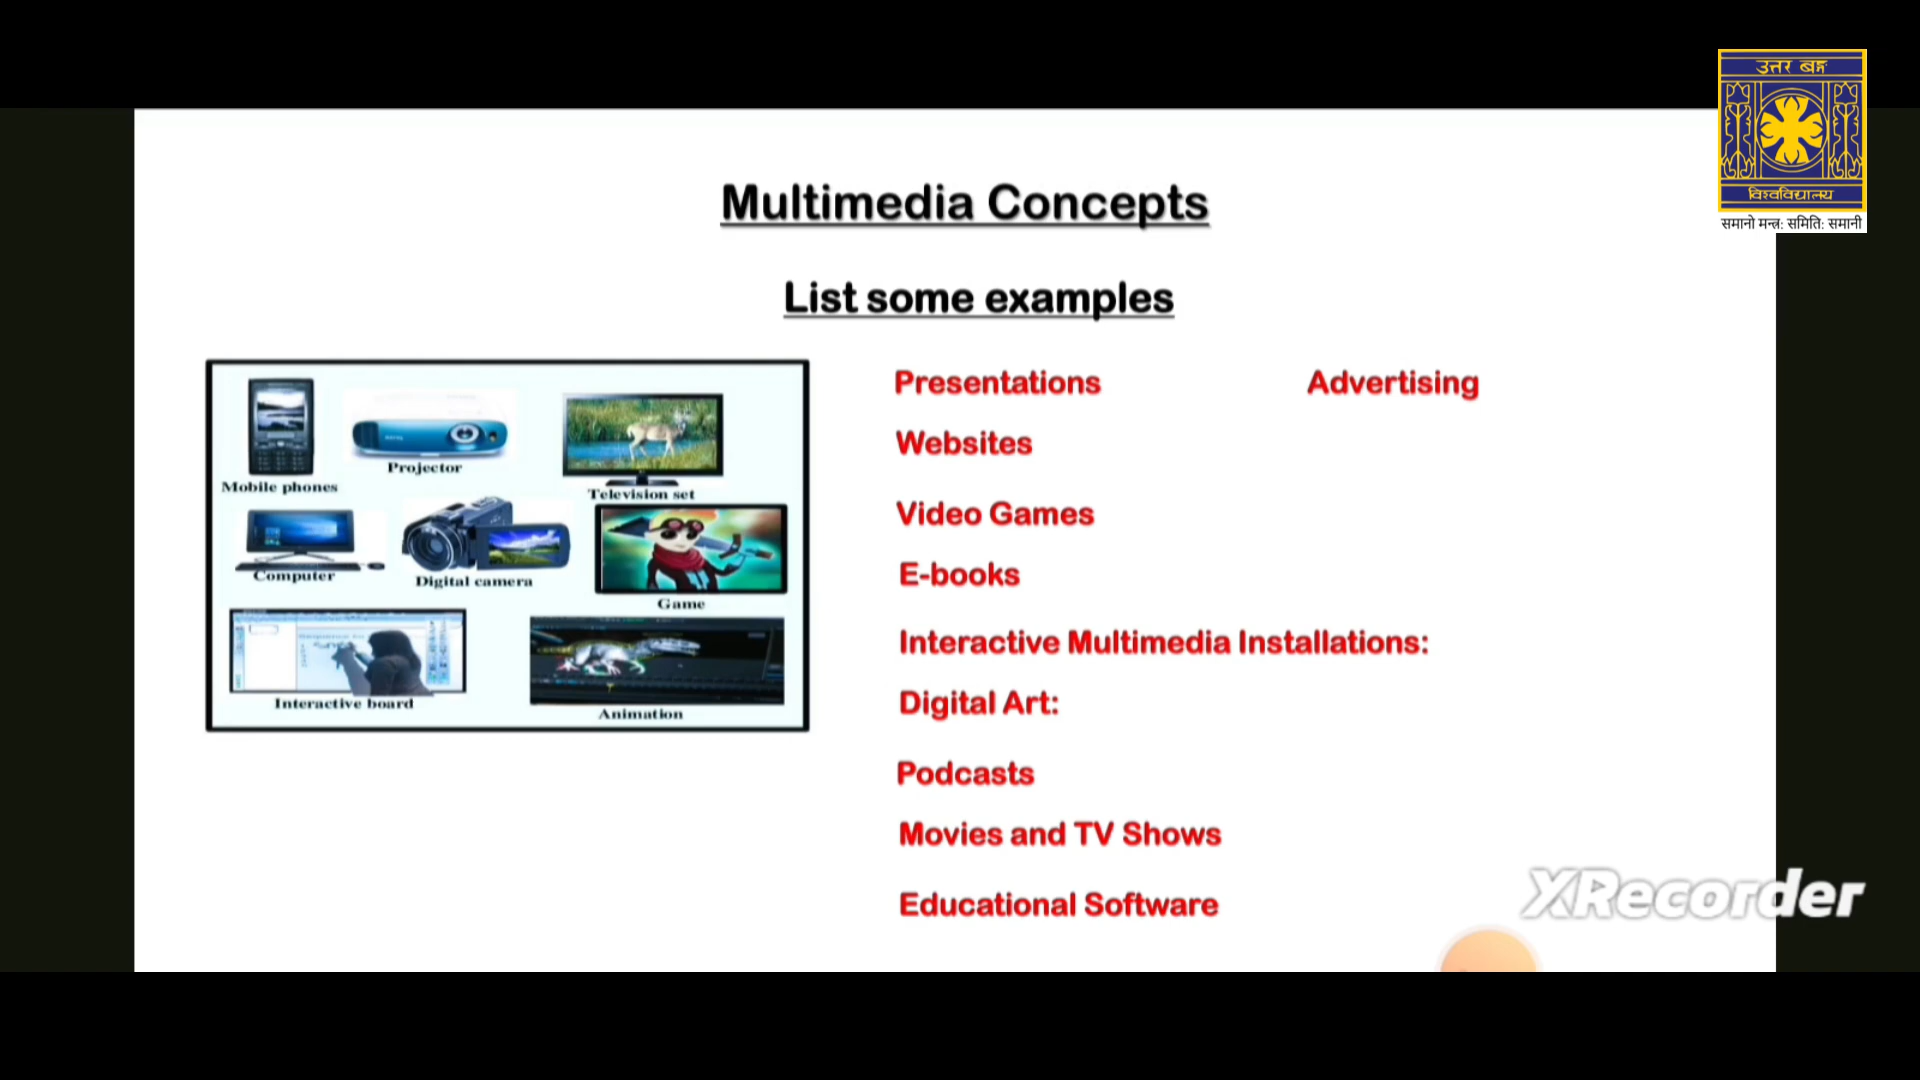 उत्तर बङ्ग
विश्वविद्यालय
समानो मन्त्र: समिति: समानी
Multimedia Concepts
List some examples
Mobile phones
Projector
Television set
Computer
Digital camera
Game
Interactive board
Animation
Presentations
Advertising
Websites
Video Games
E-books
Interactive Multimedia Installations:
Digital Art:
Podcasts
Movies and TV Shows
Educational Software
XRecorder